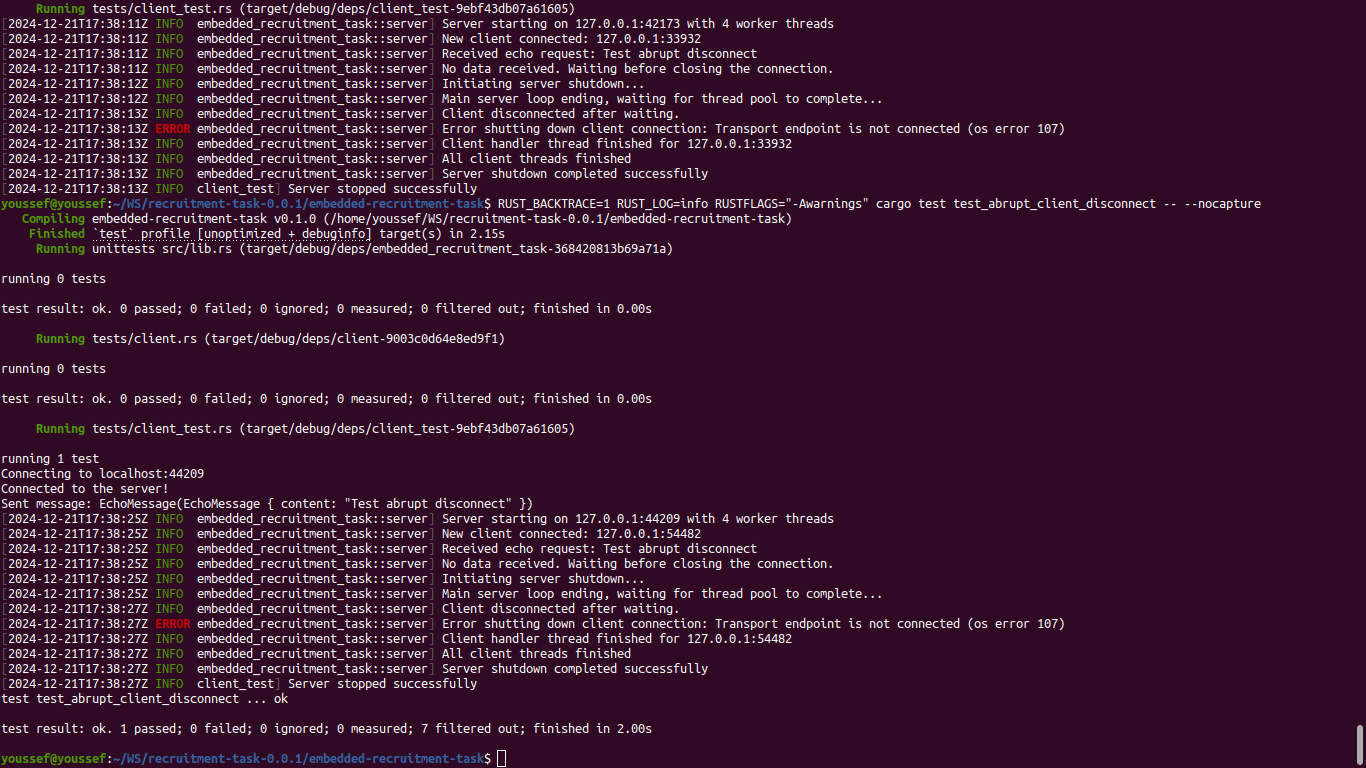 Running tests/client_test.rs (target/debug/deps/client_test-9ebf43db07a61605)
[2024-12-21T17:38:11Z INFO  embedded_recruitment_task::server] Server starting on 127.0.0.1:42173 with 4 worker threads
[2024-12-21T17:38:11Z INFO  embedded_recruitment_task::server] New client connected: 127.0.0.1:33932
[2024-12-21T17:38:11Z INFO  embedded_recruitment_task::server] Received echo request: Test abrupt disconnect
[2024-12-21T17:38:11Z INFO  embedded_recruitment_task::server] No data received. Waiting before closing the connection.
[2024-12-21T17:38:12Z INFO  embedded_recruitment_task::server] Initiating server shutdown...
[2024-12-21T17:38:12Z INFO  embedded_recruitment_task::server] Main server loop ending, waiting for thread pool to complete...
[2024-12-21T17:38:13Z INFO  embedded_recruitment_task::server] Client disconnected after waiting.
[2024-12-21T17:38:13Z ERROR embedded_recruitment_task::server] Error shutting down client connection: Transport endpoint is not connected (os error 107)
[2024-12-21T17:38:13Z INFO  embedded_recruitment_task::server] Client handler thread finished for 127.0.0.1:33932
[2024-12-21T17:38:13Z INFO  embedded_recruitment_task::server] All client threads finished
[2024-12-21T17:38:13Z INFO  embedded_recruitment_task::server] Server shutdown completed successfully
[2024-12-21T17:38:13Z INFO  client_test] Server stopped successfully
youssef@youssef:~/WS/recruitment-task-0.0.1/embedded-recruitment-task$ RUST_BACKTRACE=1 RUST_LOG=info RUSTFLAGS="-Awarnings" cargo test test_abrupt_client_disconnect -- --nocapture
Compiling embedded-recruitment-task v0.1.0 (/home/youssef/WS/recruitment-task-0.0.1/embedded-recruitment-task)
Finished `test` profile [unoptimized + debuginfo] target(s) in 2.15s
Running unittests src/lib.rs (target/debug/deps/embedded_recruitment_task-368420813b69a71a)
running 0 tests
test result: ok. 0 passed; 0 failed; 0 ignored; 0 measured; 0 filtered out; finished in 0.00s
Running tests/client.rs (target/debug/deps/client-9003c0d64e8ed9f1)
running 0 tests
test result: ok. 0 passed; 0 failed; 0 ignored; 0 measured; 0 filtered out; finished in 0.00s
Running tests/client_test.rs (target/debug/deps/client_test-9ebf43db07a61605)
running 1 test
Connecting to localhost:44209
Connected to the server!
Sent message: EchoMessage(EchoMessage { content: "Test abrupt disconnect" })
[2024-12-21T17:38:25Z INFO  embedded_recruitment_task::server] Server starting on 127.0.0.1:44209 with 4 worker threads
[2024-12-21T17:38:25Z INFO  embedded_recruitment_task::server] New client connected: 127.0.0.1:54482
[2024-12-21T17:38:25Z INFO  embedded_recruitment_task::server] Received echo request: Test abrupt disconnect
[2024-12-21T17:38:25Z INFO  embedded_recruitment_task::server] No data received. Waiting before closing the connection.
[2024-12-21T17:38:25Z INFO  embedded_recruitment_task::server] Initiating server shutdown...
[2024-12-21T17:38:25Z INFO  embedded_recruitment_task::server] Main server loop ending, waiting for thread pool to complete...
[2024-12-21T17:38:27Z INFO  embedded_recruitment_task::server] Client disconnected after waiting.
[2024-12-21T17:38:27Z ERROR embedded_recruitment_task::server] Error shutting down client connection: Transport endpoint is not connected (os error 107)
[2024-12-21T17:38:27Z INFO  embedded_recruitment_task::server] Client handler thread finished for 127.0.0.1:54482
[2024-12-21T17:38:27Z INFO  embedded_recruitment_task::server] All client threads finished
[2024-12-21T17:38:27Z INFO  embedded_recruitment_task::server] Server shutdown completed successfully
[2024-12-21T17:38:27Z INFO  client_test] Server stopped successfully
test test_abrupt_client_disconnect ... ok
test result: ok. 1 passed; 0 failed; 0 ignored; 0 measured; 7 filtered out; finished in 2.00s
youssef@youssef:~/WS/recruitment-task-0.0.1/embedded-recruitment-task$